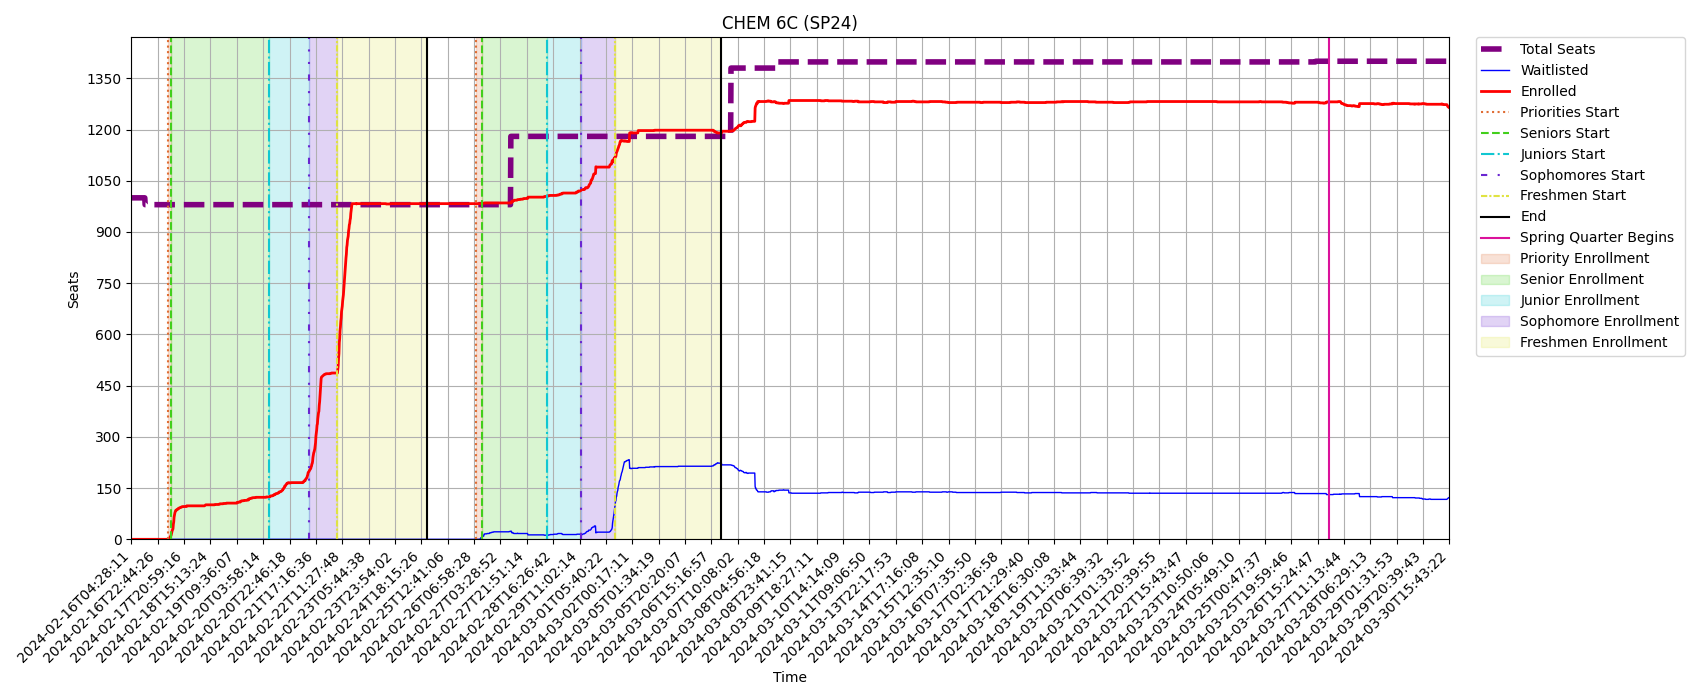 CHEM 6C (SP24)
Seats
1350
1200
1050
900
750
600
450
300
150
0
2024-02-16T04:28:11
2024-02-16T22:44:26
2024-02-17T20:59:16
2024-02-18T15:13:24
2024-02-19T09:36:07
2024-02-20T03:58:14
2024-02-20T22:46:18
2024-02-21T17:16:36
2024-02-22T11:27:48
2024-02-23T05:44:38
2024-02-23T23:54:02
2024-02-24T18:15:26
2024-02-25T12:41:06
2024-02-26T06:58:28
2024-02-27T03:28:52
2024-02-27T21:51:14
2024-02-28T16:26:42
2024-02-29T11:02:14
2024-03-01T05:40:22
2024-03-02T00:17:11
2024-03-05T01:34:19
2024-03-05T20:20:07
2024-03-06T15:16:57
2024-03-07T10:08:02
2024-03-08T04:56:18
2024-03-08T23:41:15
2024-03-09T18:27:11
2024-03-10T14:14:09
2024-03-11T09:06:50
2024-03-13T22:17:53
2024-03-14T17:16:08
2024-03-15T12:35:10
2024-03-16T07:35:50
2024-03-17T02:36:58
2024-03-17T21:29:40
2024-03-18T16:30:08
2024-03-19T11:33:44
2024-03-20T06:39:32
2024-03-21T01:33:52
2024-03-21T20:39:55
2024-03-22T15:43:47
2024-03-23T10:50:06
2024-03-24T05:49:10
2024-03-25T00:47:37
2024-03-25T19:59:46
2024-03-26T15:24:47
2024-03-27T11:13:44
2024-03-28T06:29:13
2024-03-29T01:31:53
2024-03-29T20:39:43
2024-03-30T15:43:22
Time
Total Seats
Waitlisted
Enrolled
Priorities Start
Seniors Start
Juniors Start
Sophomores Start
Freshmen Start
End
Spring Quarter Begins
Priority Enrollment
Senior Enrollment
Junior Enrollment
Sophomore Enrollment
Freshmen Enrollment